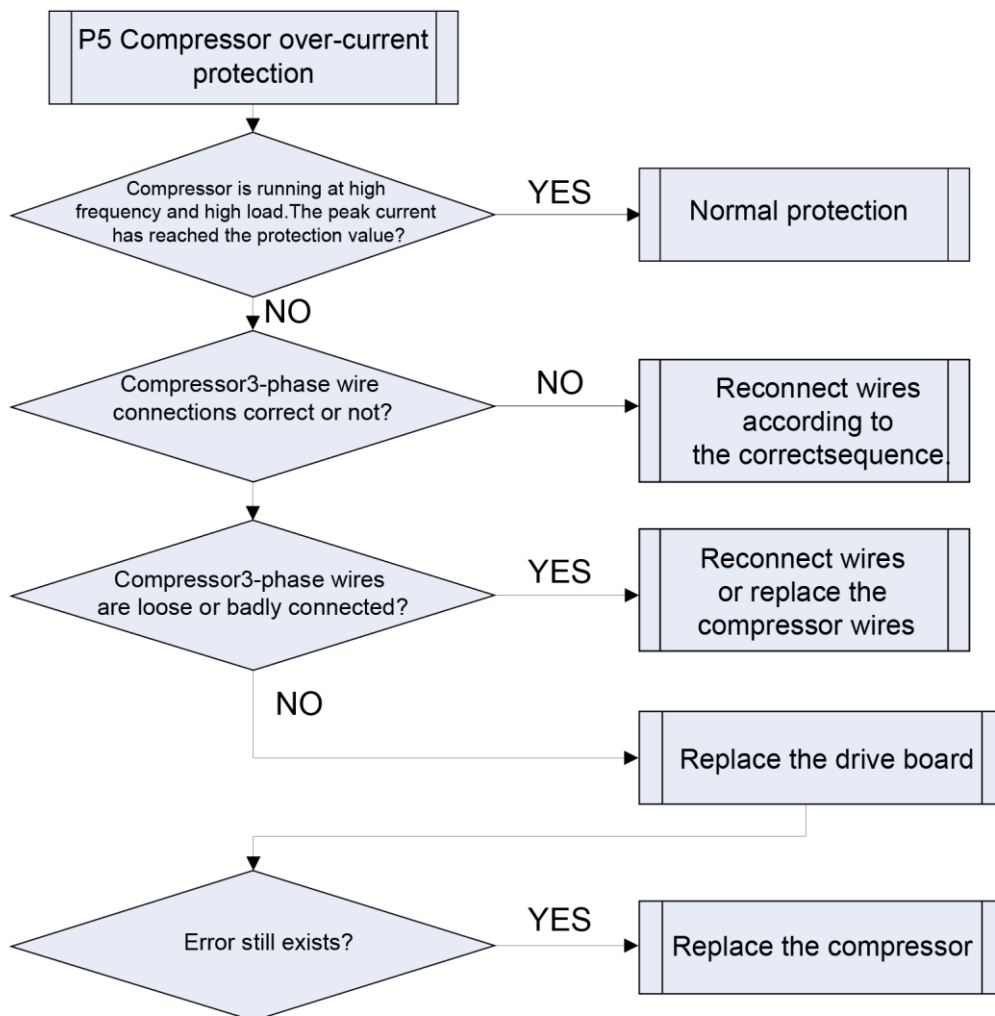 P5 Compressor over-current
protection
Compressor is running at high
frequency and high load.The peak current
has reached the protection value?
YES
Normal protection
NO
Compressor3-phase wire
connections correct or not?
NO
Reconnect wires
according to
the correctsequence.
Compressor3-phase wires
are loose or badly connected?
YES
Reconnect wires
or replace the
compressor wires
NO
Replace the drive board
Error still exists?
YES
Replace the compressor